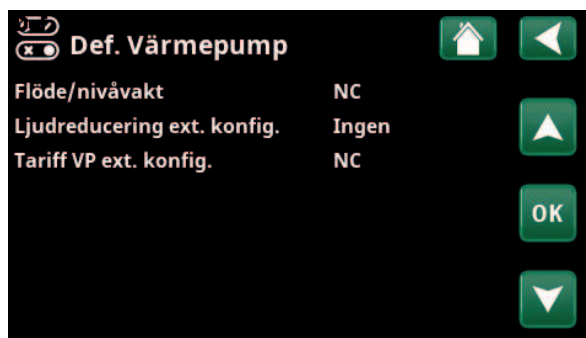 Def. Värmepump
Flöde/nivåvakt NC
Ljudreducering ext. konfig. Ingen
Tariff VP ext. konfig. NC
OK